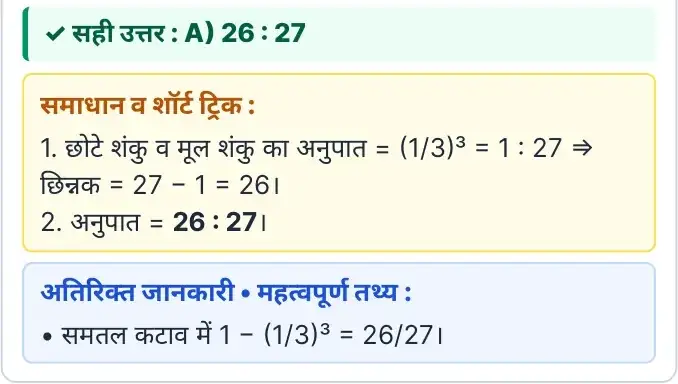 ✓ सही उत्तर : A) 26 : 27
समाधान व शॉर्ट ट्रिक :
1. छोटे शंकु व मूल शंकु का अनुपात = (1/3)³ = 1 : 27 ⇒
छिन्नक = 27 − 1 = 26।
2. अनुपात = 26 : 27।
अतिरिक्त जानकारी • महत्वपूर्ण तथ्य :
• समतल कटाव में 1 − (1/3)³ = 26/27।